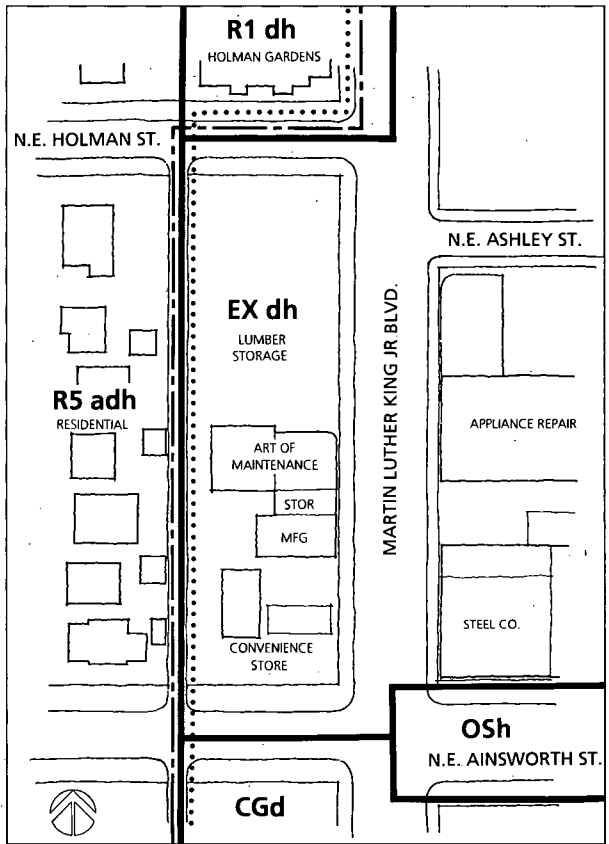 R1 dh
HOLMAN GARDENS
N.E. HOLMAN ST.
N.E. ASHLEY ST.
EX dh
LUMBER
STORAGE
MARTIN LUTHER KING JR BLVD.
R5 adh
RESIDENTIAL
APPLIANCE REPAIR
ART OF
MAINTENANCE
STOR
MFG
STEEL CO.
CONVENIENCE
STORE
OSh
N.E. AINSWORTH ST.
CGd